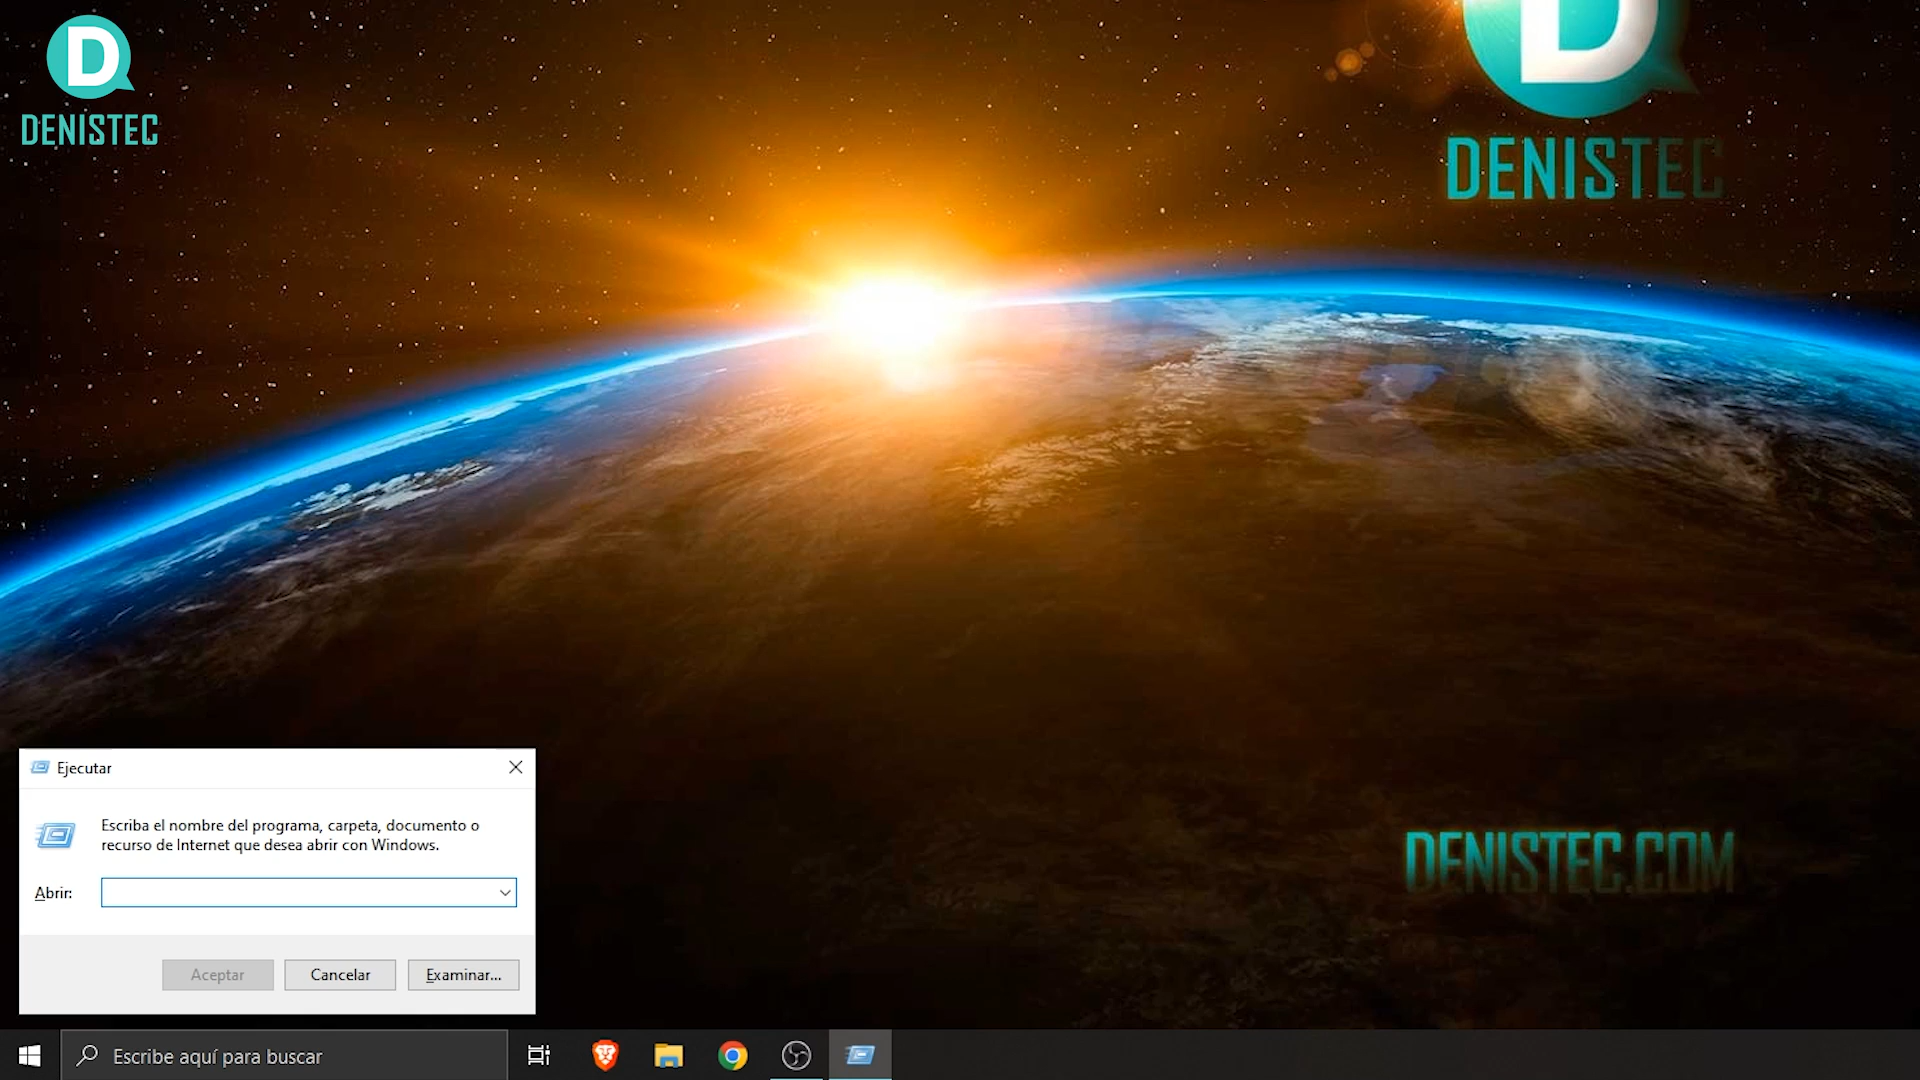 D
DENISTEC
D
DENISTEC
Ejecutar
Escriba el nombre del programa, carpeta, documento o
recurso de Internet que desea abrir con Windows.
Abrir:
Aceptar
Cancelar
Examinar...
DENISTEC.COM
Escribe aquí para buscar